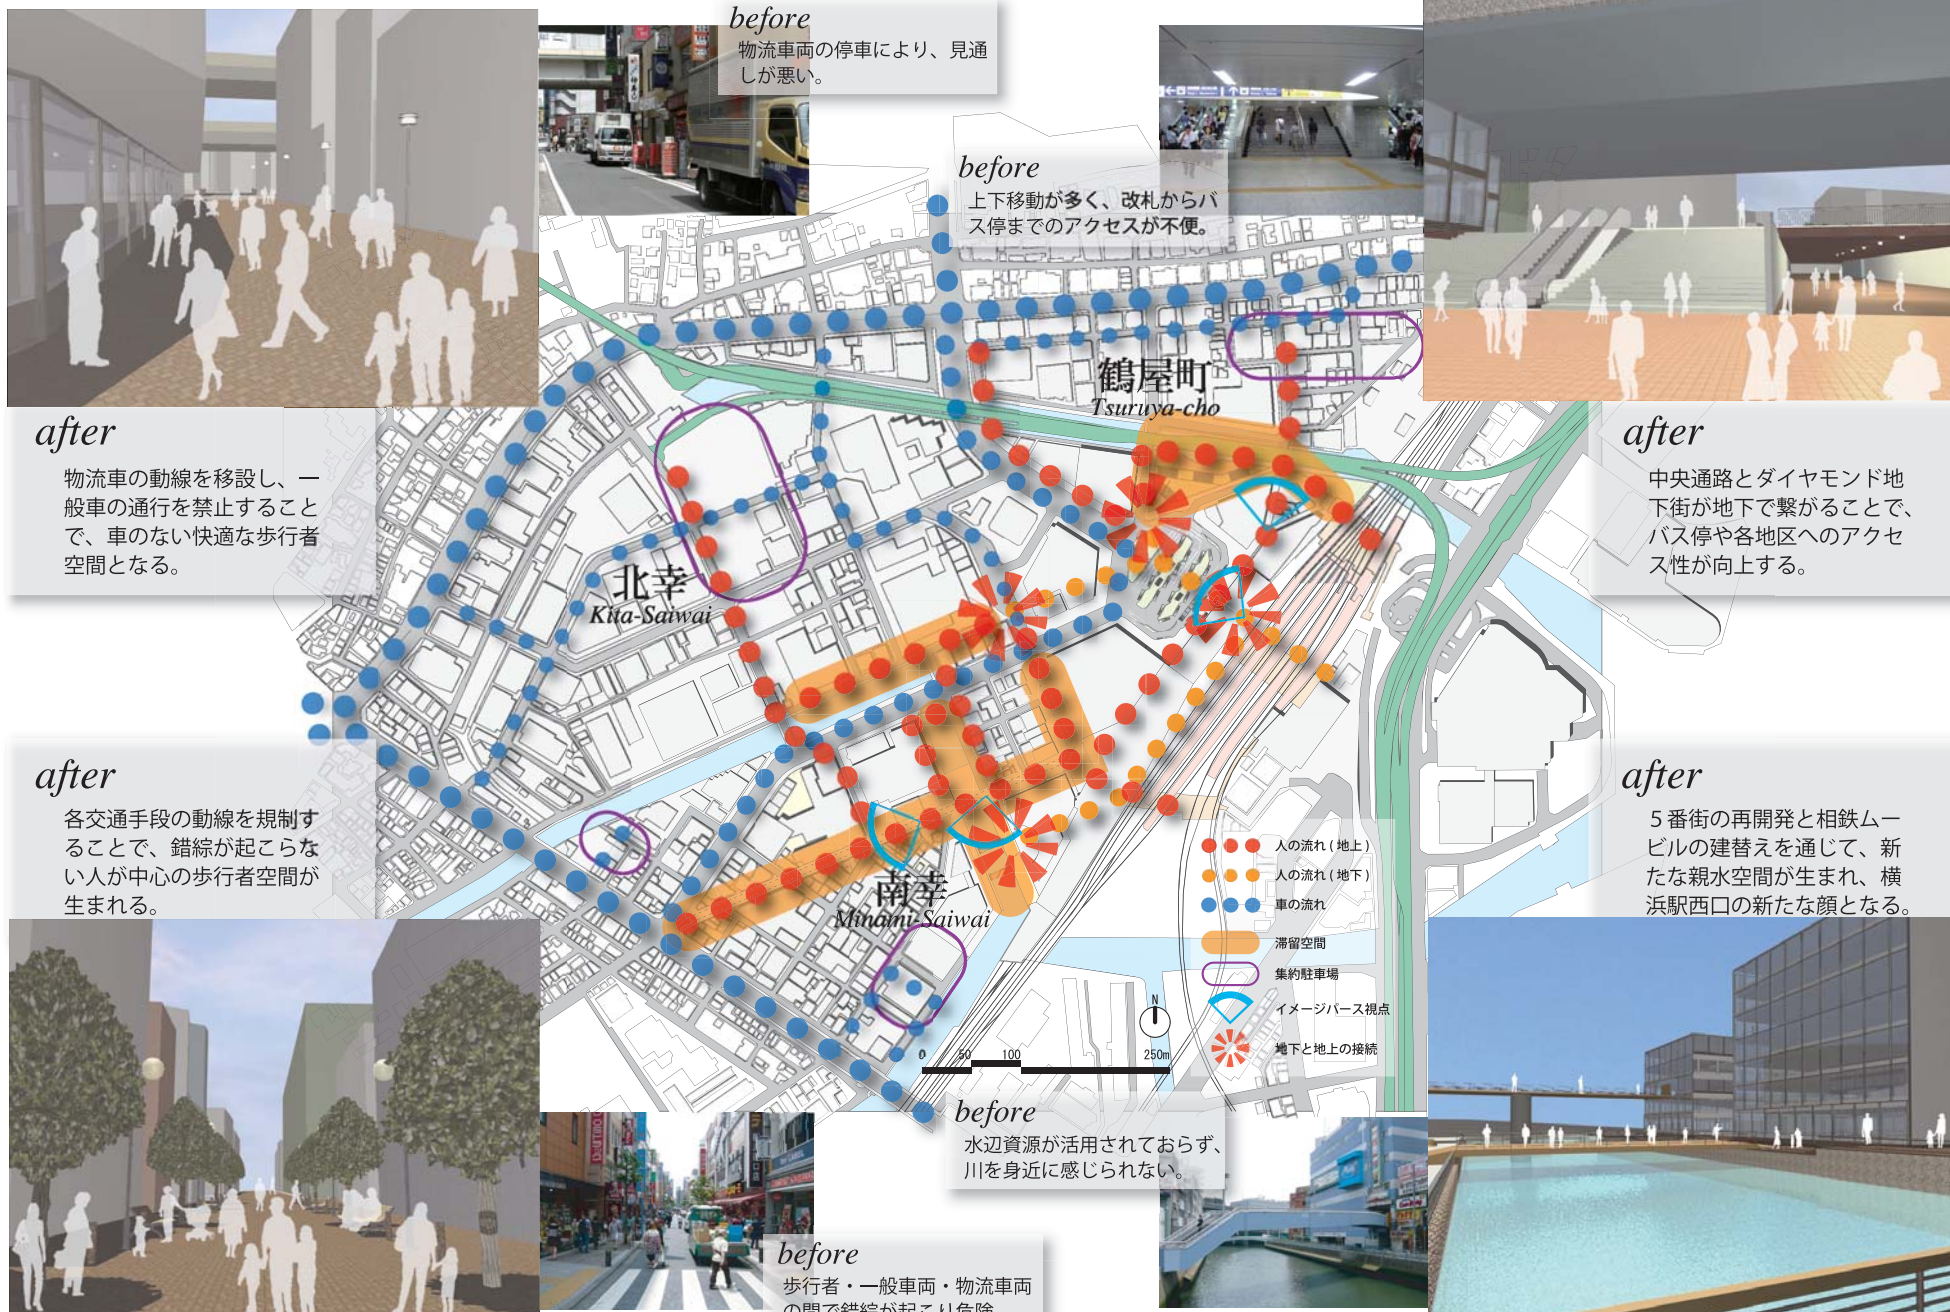 before
物流車両の停車により、見通
しが悪い。
before
上下移動が多く、改札からバ
ス停までのアクセスが不便。
after
物流車の動線を移設し、一
般車の通行を禁止すること
で、車のない快適な歩行者
空間となる。
after
中央通路とダイヤモンド地
下街が地下で繋がることで、
バス停や各地区へのアクセ
ス性が向上する。
鶴屋町
Tsuruya-cho
北幸
Kita-Saiwai
南幸
Minami-Saiwai
after
各交通手段の動線を規制す
ることで、錯綜が起こらな
い人が中心の歩行者空間が
生まれる。
after
５番街の再開発と相鉄ムー
ビルの建替えを通じて、新
たな親水空間が生まれ、横
浜駅西口の新たな顔となる。
人の流れ(地上)
人の流れ(地下)
車の流れ
滞留空間
集約駐車場
イメージパース視点
地下と地上の接続
N
0 50 100 250m
before
水辺資源が活用されておらず、
川を身近に感じられない。
before
歩行者・一般車両・物流車両
の間で錯綜が起こり危険